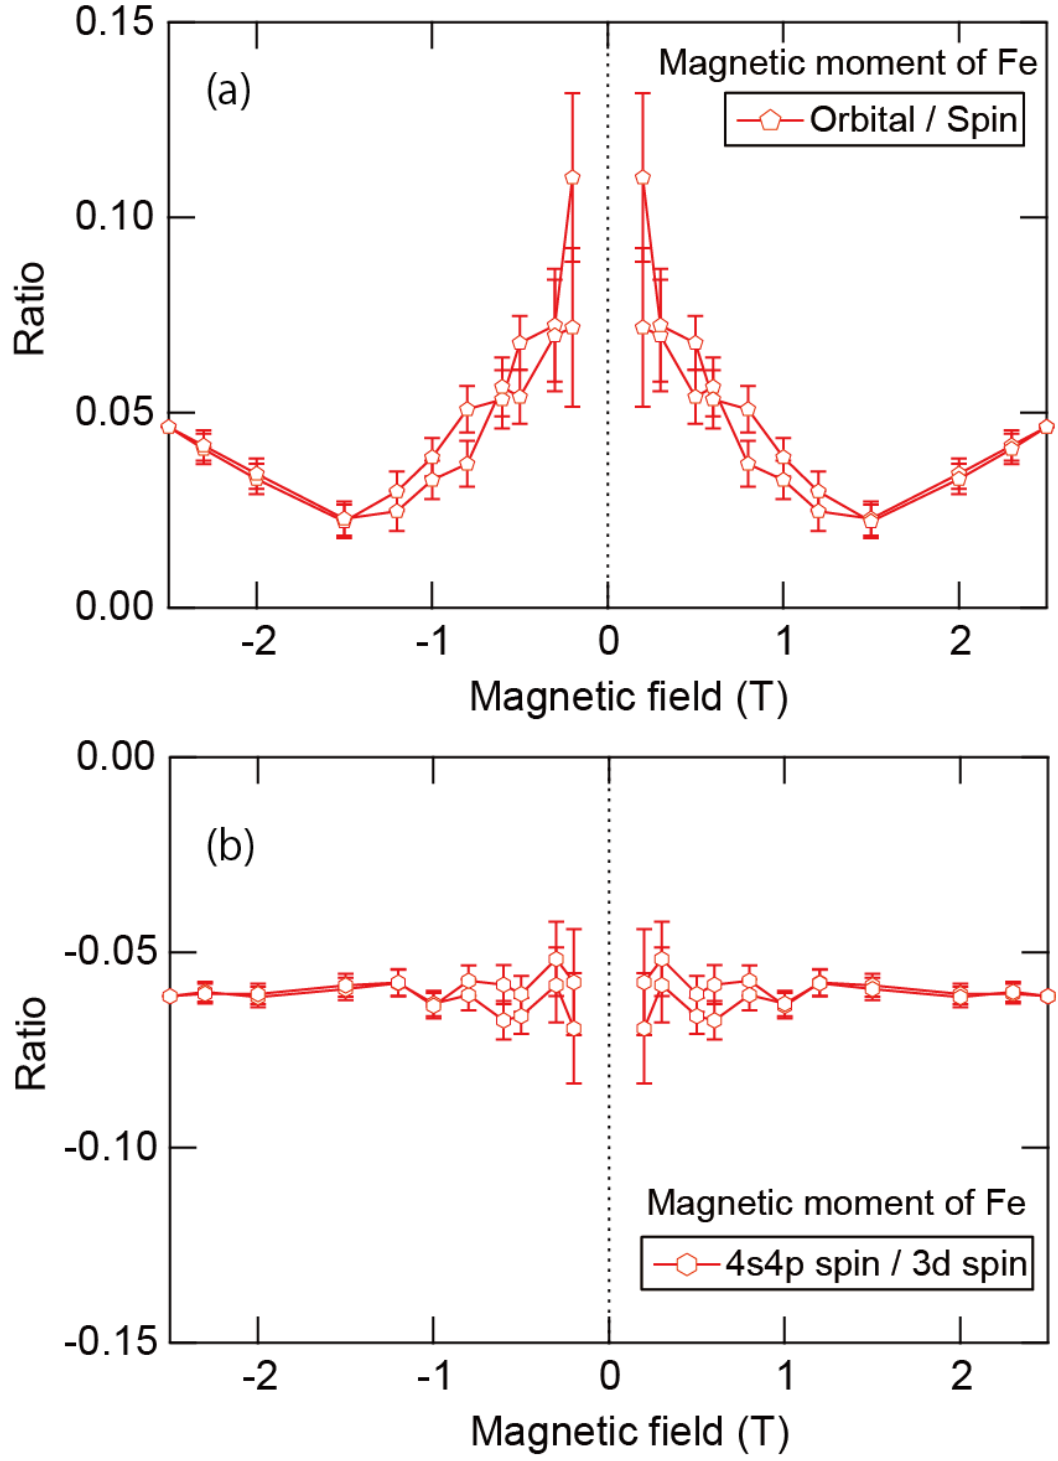 0.15
(a)
Magnetic moment of Fe
Orbital / Spin
0.10
Ratio
0.05
0.00
-2 -1 0 1 2
Magnetic field (T)
0.00
(b)
-0.05
Ratio
-0.10
Magnetic moment of Fe
4s4p spin / 3d spin
-0.15
-2 -1 0 1 2
Magnetic field (T)